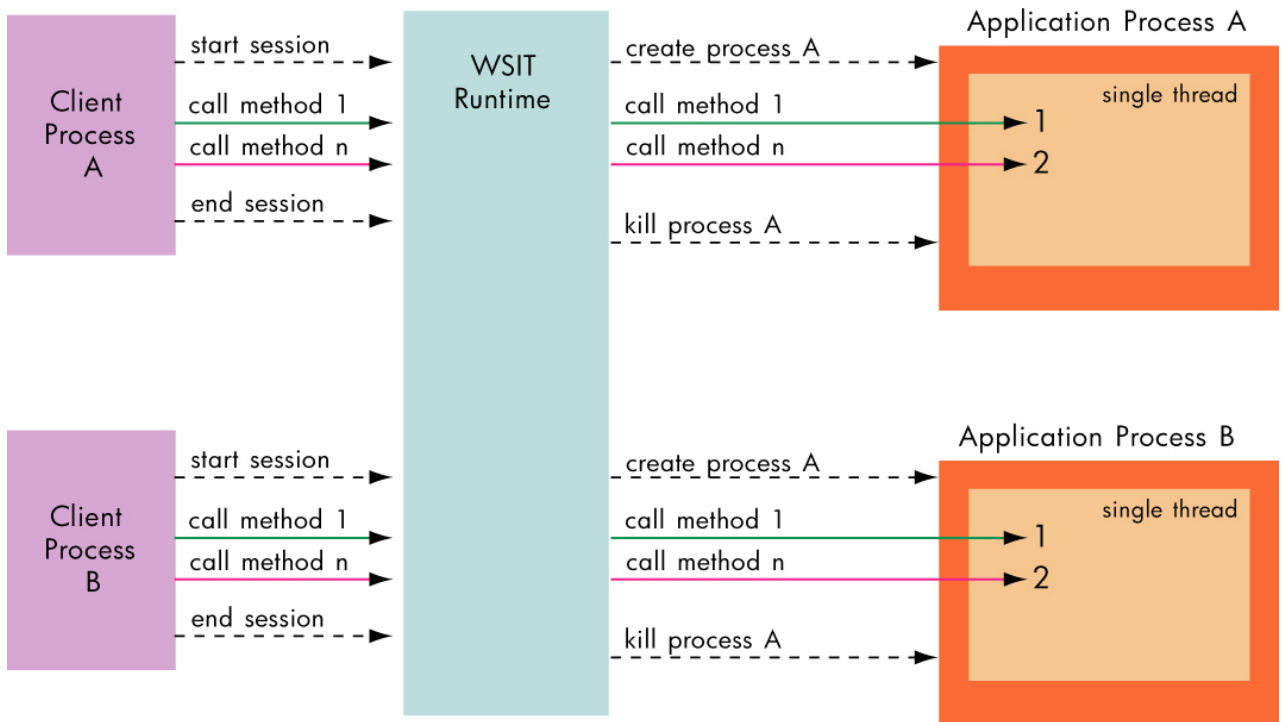 Application Process A
Client
Process
A
start session
call method 1
call method n
end session
WSIT
Runtime
create process A
call method 1
call method n
kill process A
single thread
1
2
Application Process B
Client
Process
B
start session
call method 1
call method n
end session
create process A
call method 1
call method n
kill process A
single thread
1
2